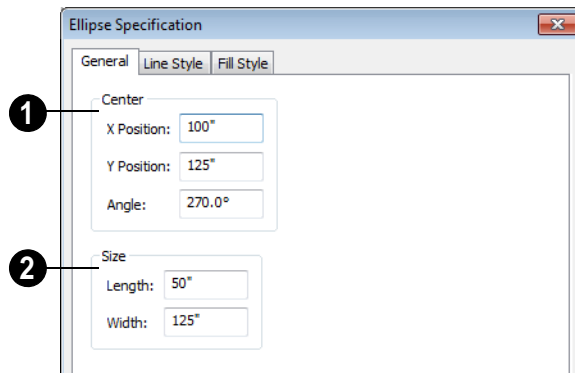 Ellipse Specification
General Line Style Fill Style
1
Center
X Position: 100"
Y Position: 125"
Angle: 270.0°
2
Size
Length: 50"
Width: 125"